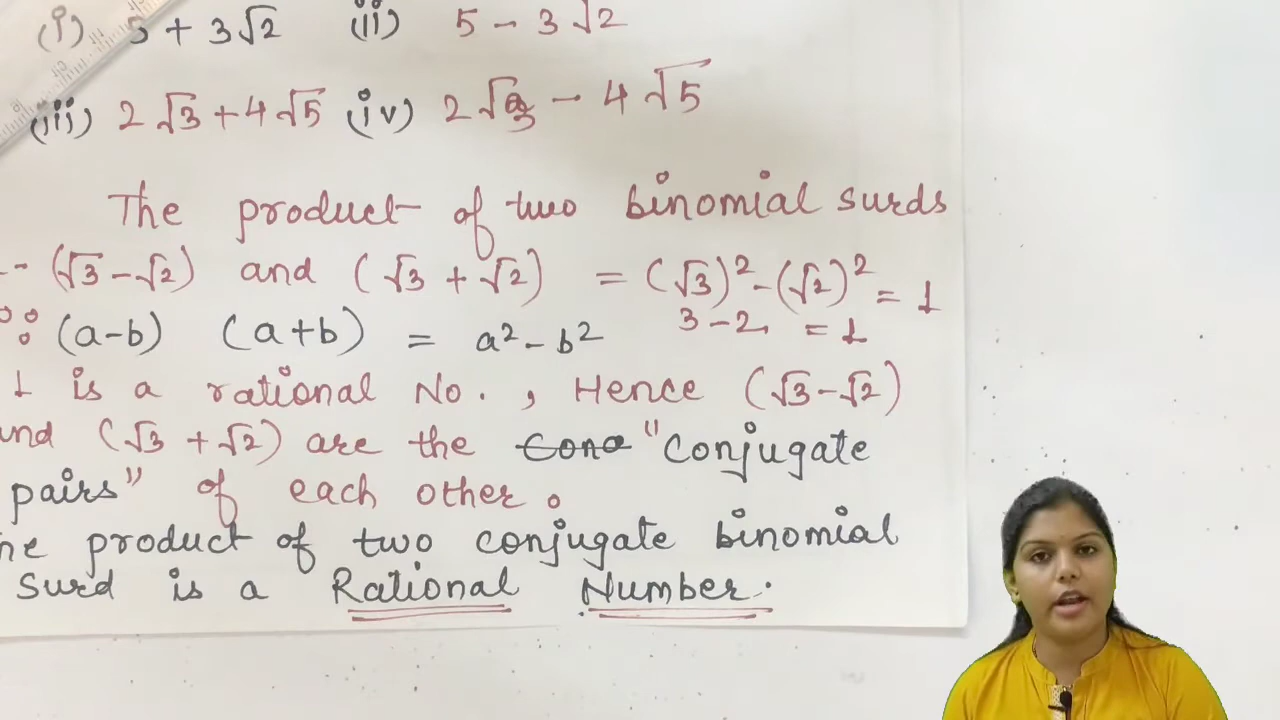 (i) 5 + 3√2 (ii) 5 - 3√2
(iii) 2√3 + 4√5 (iv) 2√3 - 4√5
The product of two binomial surds
(√3 - √2) and (√3 + √2) = (√3)² - (√2)² = 1
3 - 2 = 1
∵ (a-b) (a+b) = a² - b²
1 is a rational No. , Hence (√3 - √2)
(√3 + √2) are the "Conjugate
pairs" of each other.
product of two conjugate binomial
Surd is a Rational Number.